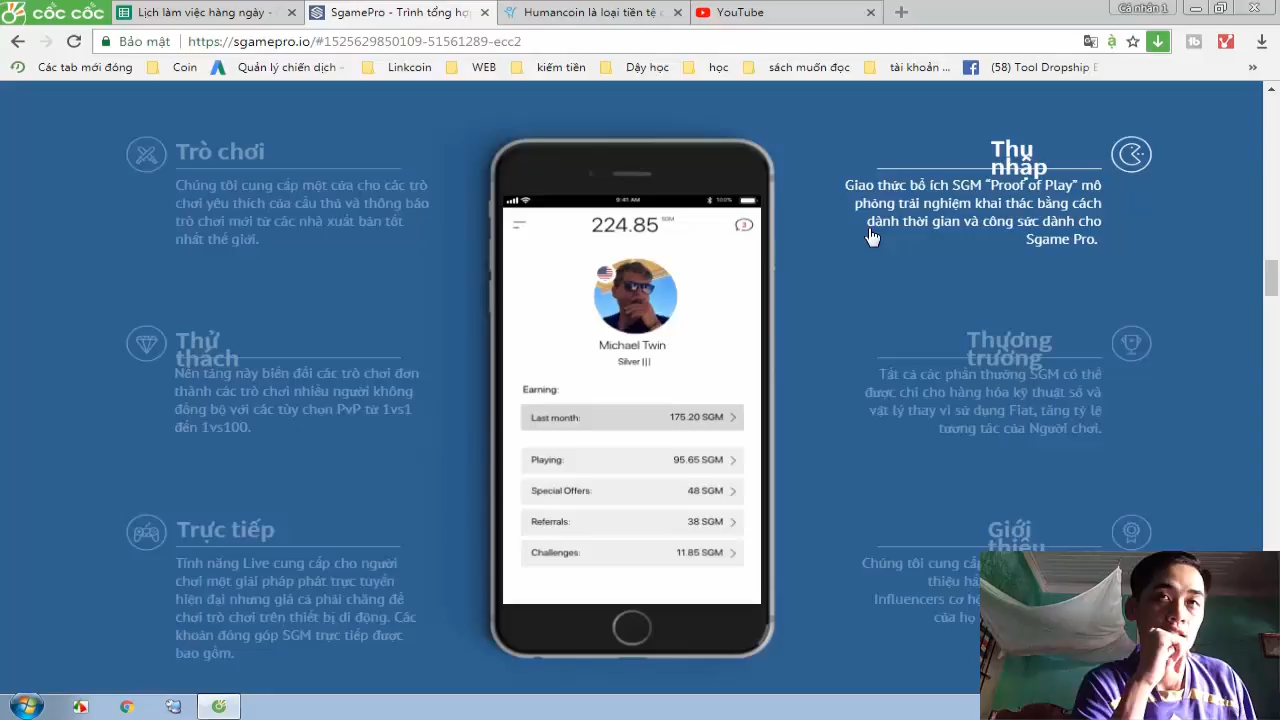 cốc cốc
Lịch làm việc hàng ngày -
SgamePro - Trình tổng hợ
Humancoin là loại tiền tệ c
YouTube
Cá nhân 1
Bảo mật
https://sgamepro.io/#1525629850109-51561289-ecc2
Các tab mới đóng
Coin
Quản lý chiến dịch -
Linkcoin
WEB
kiếm tiền
Dậy học
học
sách muốn đọc
tài khoản...
(58) Tool Dropship E
»
Trò chơi
Chúng tôi cung cấp một cửa cho các trò
chơi yêu thích của cầu thủ và thông báo
trò chơi mới từ các nhà xuất bản tốt
nhất thế giới.
Thử
thách
Nền tảng này biến đổi các trò chơi đơn
thành các trò chơi nhiều người không
đồng bộ với các tùy chọn PvP từ 1vs1
đến 1vs100.
Trực tiếp
Tính năng Live cung cấp cho người
chơi một giải pháp phát trực tuyến
hiện đại nhưng giá cả phải chăng để
chơi trò chơi trên thiết bị di động. Các
khoản đóng góp SGM trực tiếp được
bao gồm.
9:41 AM
100%
224.85 SGM
3
Michael Twin
Silver |||
Earning:
Last month: 175.20 SGM
Playing: 95.65 SGM
Special Offers: 48 SGM
Referrals: 38 SGM
Challenges: 11.85 SGM
Thu
nhập
Giao thức bổ ích SGM “Proof of Play” mô
phỏng trải nghiệm khai thác bằng cách
dành thời gian và công sức dành cho
Sgame Pro.
Thương
trường
Tất cả các phần thưởng SGM có thể
được chi cho hàng hóa kỹ thuật số và
vật lý thay vì sử dụng Fiat, tăng tỷ lệ
tương tác của Người chơi.
Giới
thiệu
Chúng tôi cung cấ
thiệu hà
Influencers cơ hộ
của họ